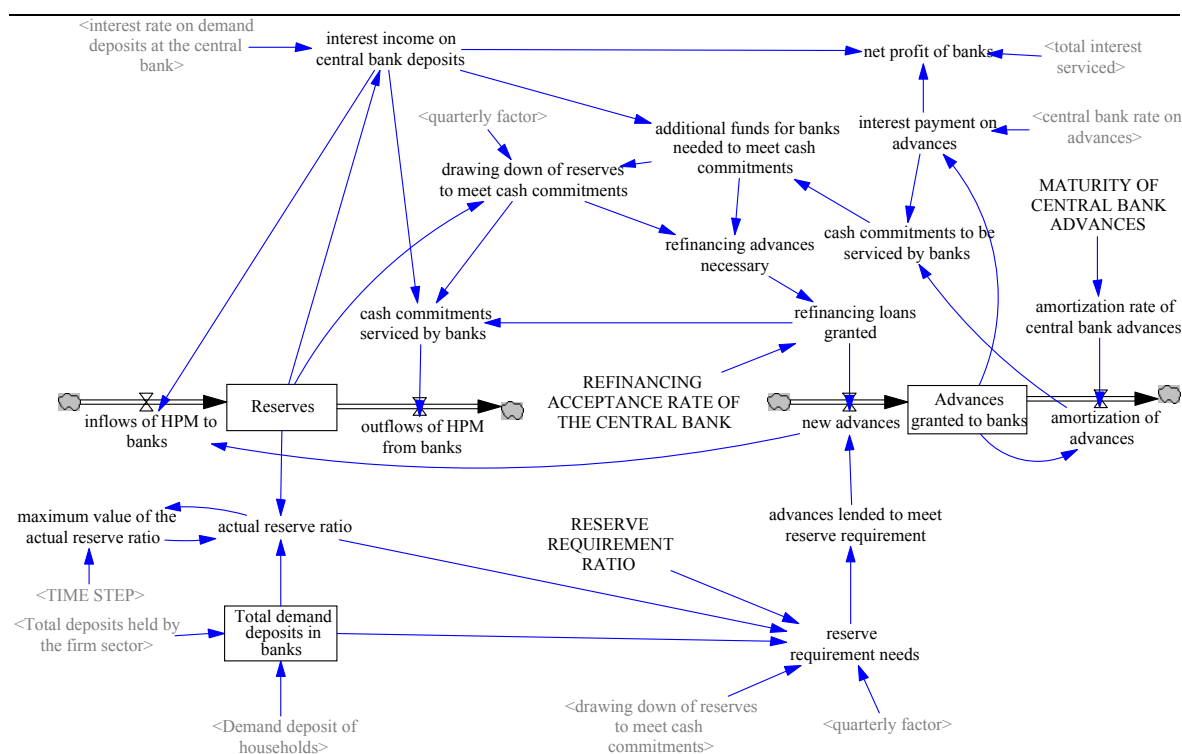 <interest rate on demand
deposits at the central
bank>
interest income on
central bank deposits
net profit of banks
<total interest
serviced>
<quarterly factor>
additional funds for banks
needed to meet cash
commitments
interest payment on
advances
<central bank rate on
advances>
drawing down of reserves
to meet cash commitments
MATURITY OF
CENTRAL BANK
ADVANCES
refinancing advances
necessary
cash commitments to be
serviced by banks
cash commitments
serviced by banks
refinancing loans
granted
amortization rate of
central bank advances
REFINANCING
ACCEPTANCE RATE OF
THE CENTRAL BANK
Reserves
Advances
granted to banks
inflows of HPM to
banks
outflows of HPM
from banks
new advances
amortization of
advances
maximum value of the
actual reserve ratio
actual reserve ratio
RESERVE
REQUIREMENT
RATIO
advances lended to meet
reserve requirement
<TIME STEP>
<Total deposits held by
the firm sector>
Total demand
deposits in
banks
reserve
requirement needs
<Demand deposit of
households>
<drawing down of reserves
to meet cash
commitments>
<quarterly factor>